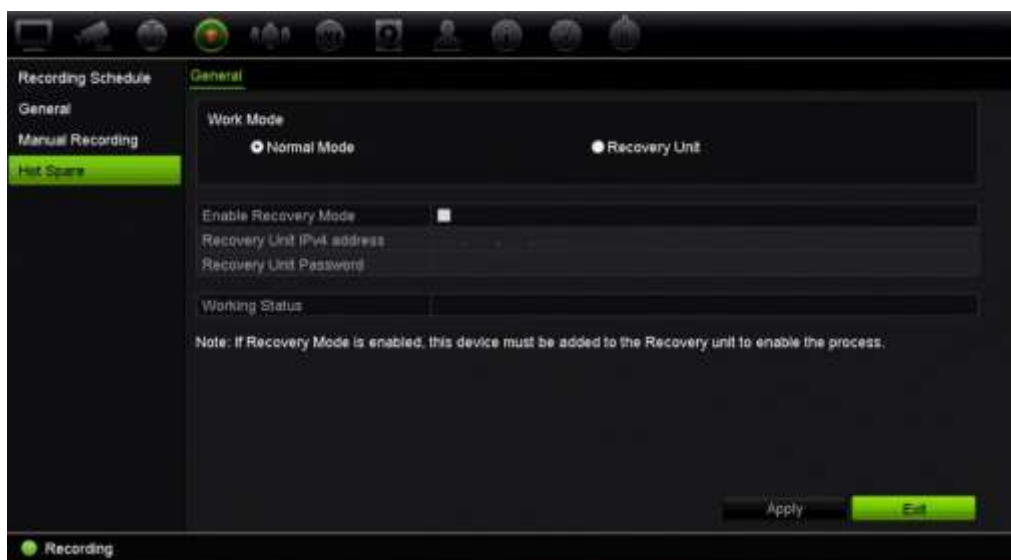 Recording Schedule
General
Manual Recording
Hot Spare
General
Work Mode
Normal Mode
Recovery Unit
Enable Recovery Mode
Recovery Unit IPv4 address
Recovery Unit Password
Working Status
Note: If Recovery Mode is enabled, this device must be added to the Recovery unit to enable the process.
Apply
Exit
Recording